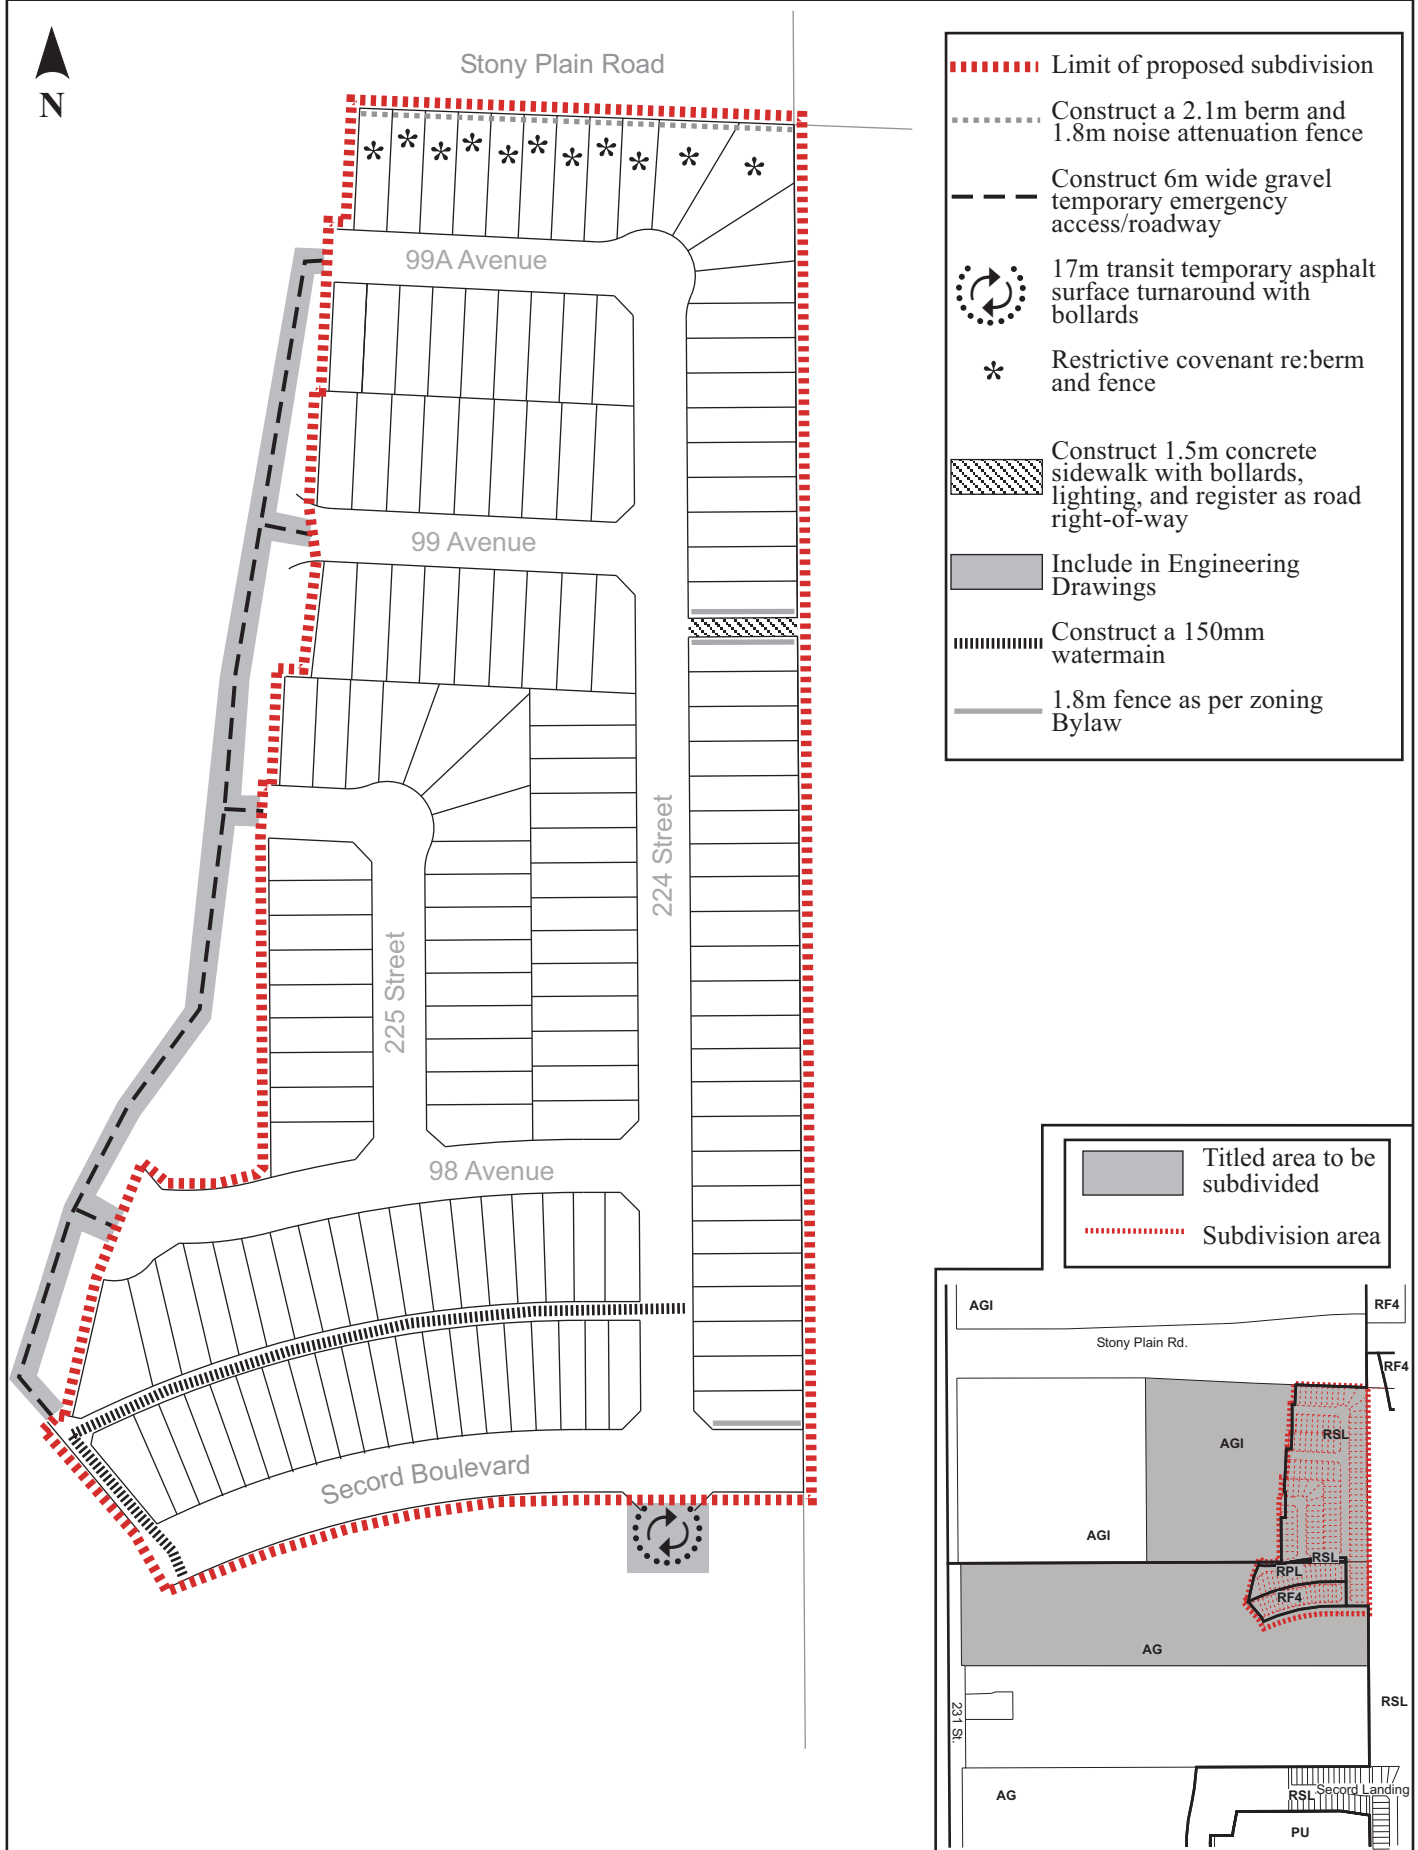 N
Stony Plain Road
99A Avenue
99 Avenue
224 Street
225 Street
98 Avenue
Secord Boulevard
Limit of proposed subdivision
Construct a 2.1m berm and
1.8m noise attenuation fence
Construct 6m wide gravel
temporary emergency
access/roadway
17m transit temporary asphalt
surface turnaround with
bollards
Restrictive covenant re:berm
and fence
Construct 1.5m concrete
sidewalk with bollards,
lighting, and register as road
right-of-way
Include in Engineering
Drawings
Construct a 150mm
watermain
1.8m fence as per zoning
Bylaw
Titled area to be
subdivided
Subdivision area
AGI
RF4
Stony Plain Rd.
RF4
RSL
AGI
AGI
RSL
RPL
RF4
AG
RSL
231 St.
AG
RSL
Secord Landing
PU